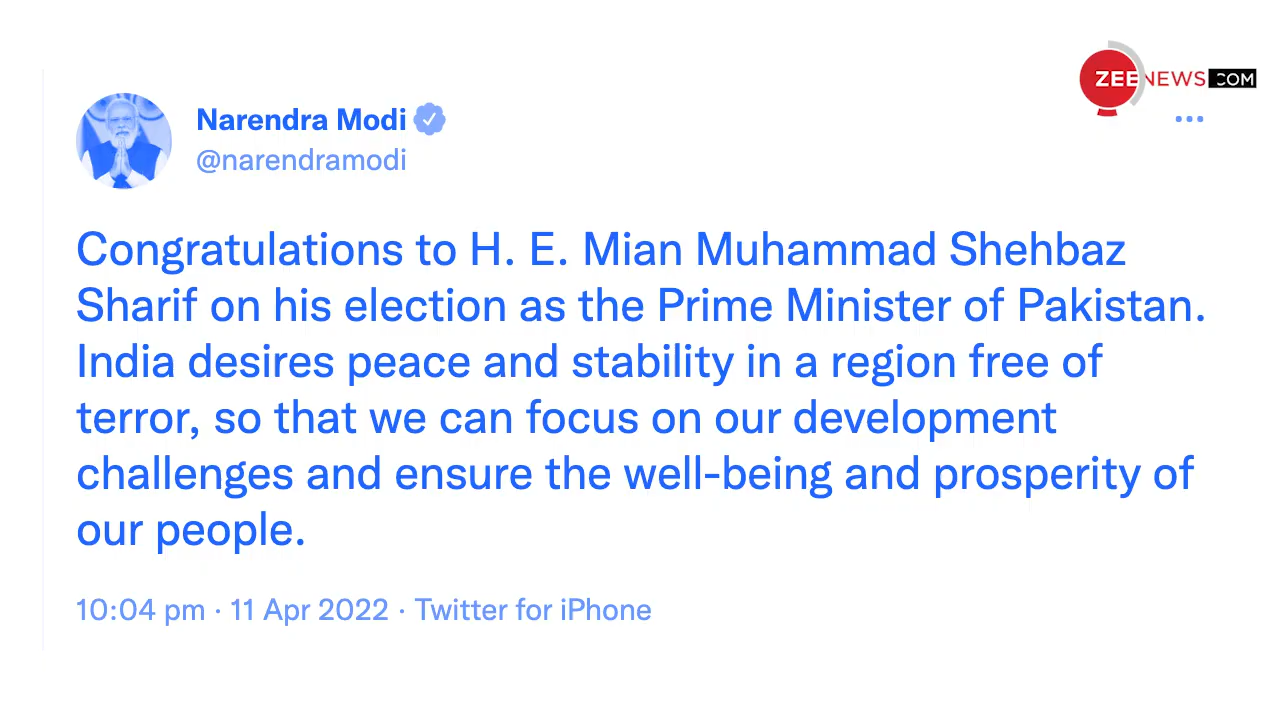 ZEENEWS.COM
Narendra Modi
@narendramodi
Congratulations to H. E. Mian Muhammad Shehbaz
Sharif on his election as the Prime Minister of Pakistan.
India desires peace and stability in a region free of
terror, so that we can focus on our development
challenges and ensure the well-being and prosperity of
our people.
10:04 pm · 11 Apr 2022 · Twitter for iPhone